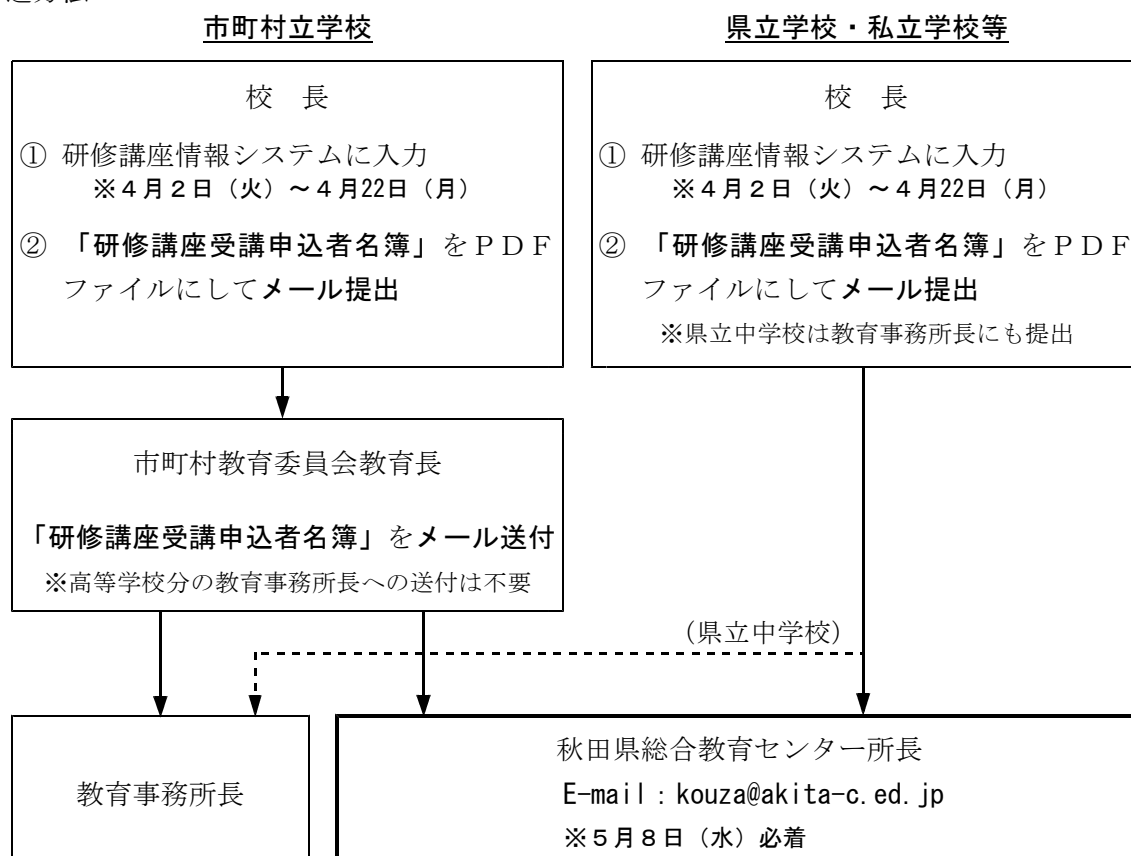 市町村立学校
県立学校・私立学校等
校　長
① 研修講座情報システムに入力
※４月２日（火）～４月22日（月）
② 「研修講座受講申込者名簿」をＰＤＦ
ファイルにしてメール提出
校　長
① 研修講座情報システムに入力
※４月２日（火）～４月22日（月）
② 「研修講座受講申込者名簿」をＰＤＦ
ファイルにしてメール提出
※県立中学校は教育事務所長にも提出
市町村教育委員会教育長
「研修講座受講申込者名簿」をメール送付
※高等学校分の教育事務所長への送付は不要
（県立中学校）
教育事務所長
秋田県総合教育センター所長
E-mail：kouza@akita-c.ed.jp
※５月８日（水）必着